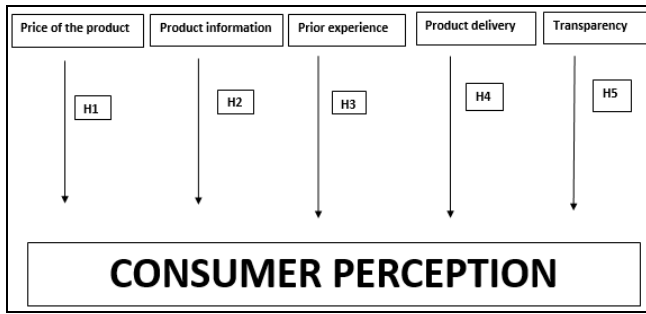 Price of the product
Product information
Prior experience
Product delivery
Transparency
H1
H2
H3
H4
H5
CONSUMER PERCEPTION